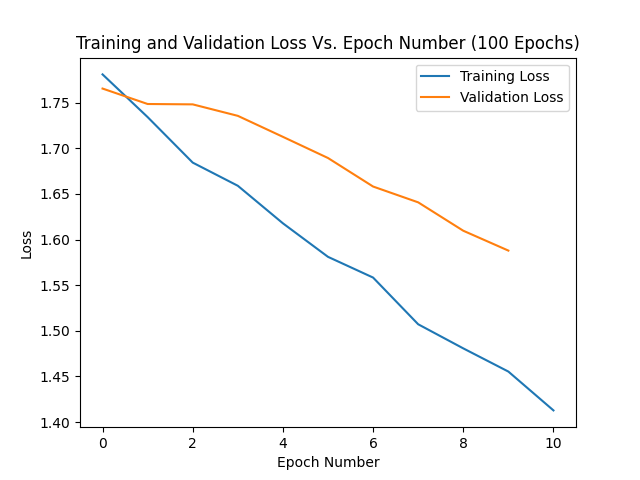 Training and Validation Loss Vs. Epoch Number (100 Epochs)
Training Loss
Validation Loss
1.75
1.70
1.65
1.60
1.55
1.50
1.45
1.40
Loss
0 2 4 6 8 10
Epoch Number